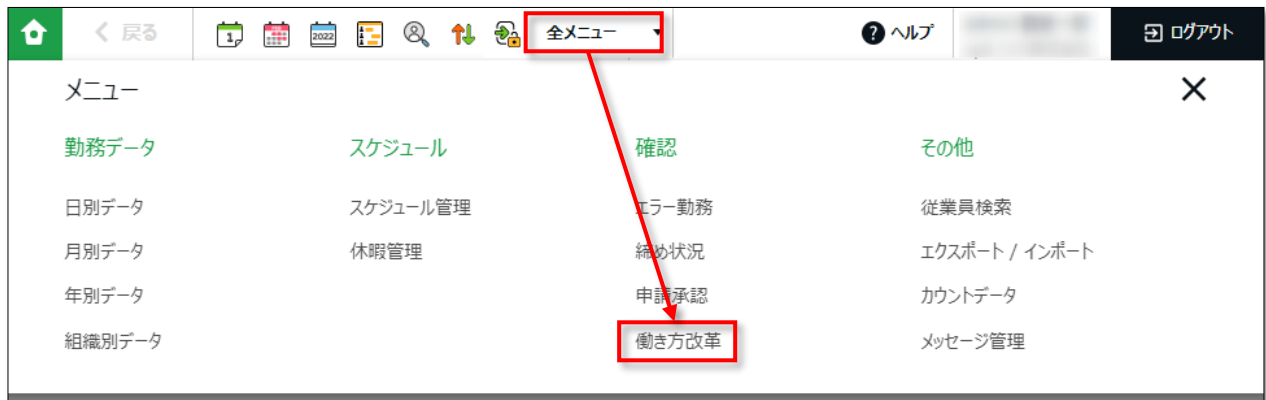 戻る 1, 2022 全メニュー ヘルプ ログアウト
メニュー
勤務データ スケジュール 確認 その他
日別データ スケジュール管理 エラー勤務 従業員検索
月別データ 休暇管理 締め状況 エクスポート / インポート
年別データ 申請承認 カウントデータ
組織別データ 働き方改革 メッセージ管理